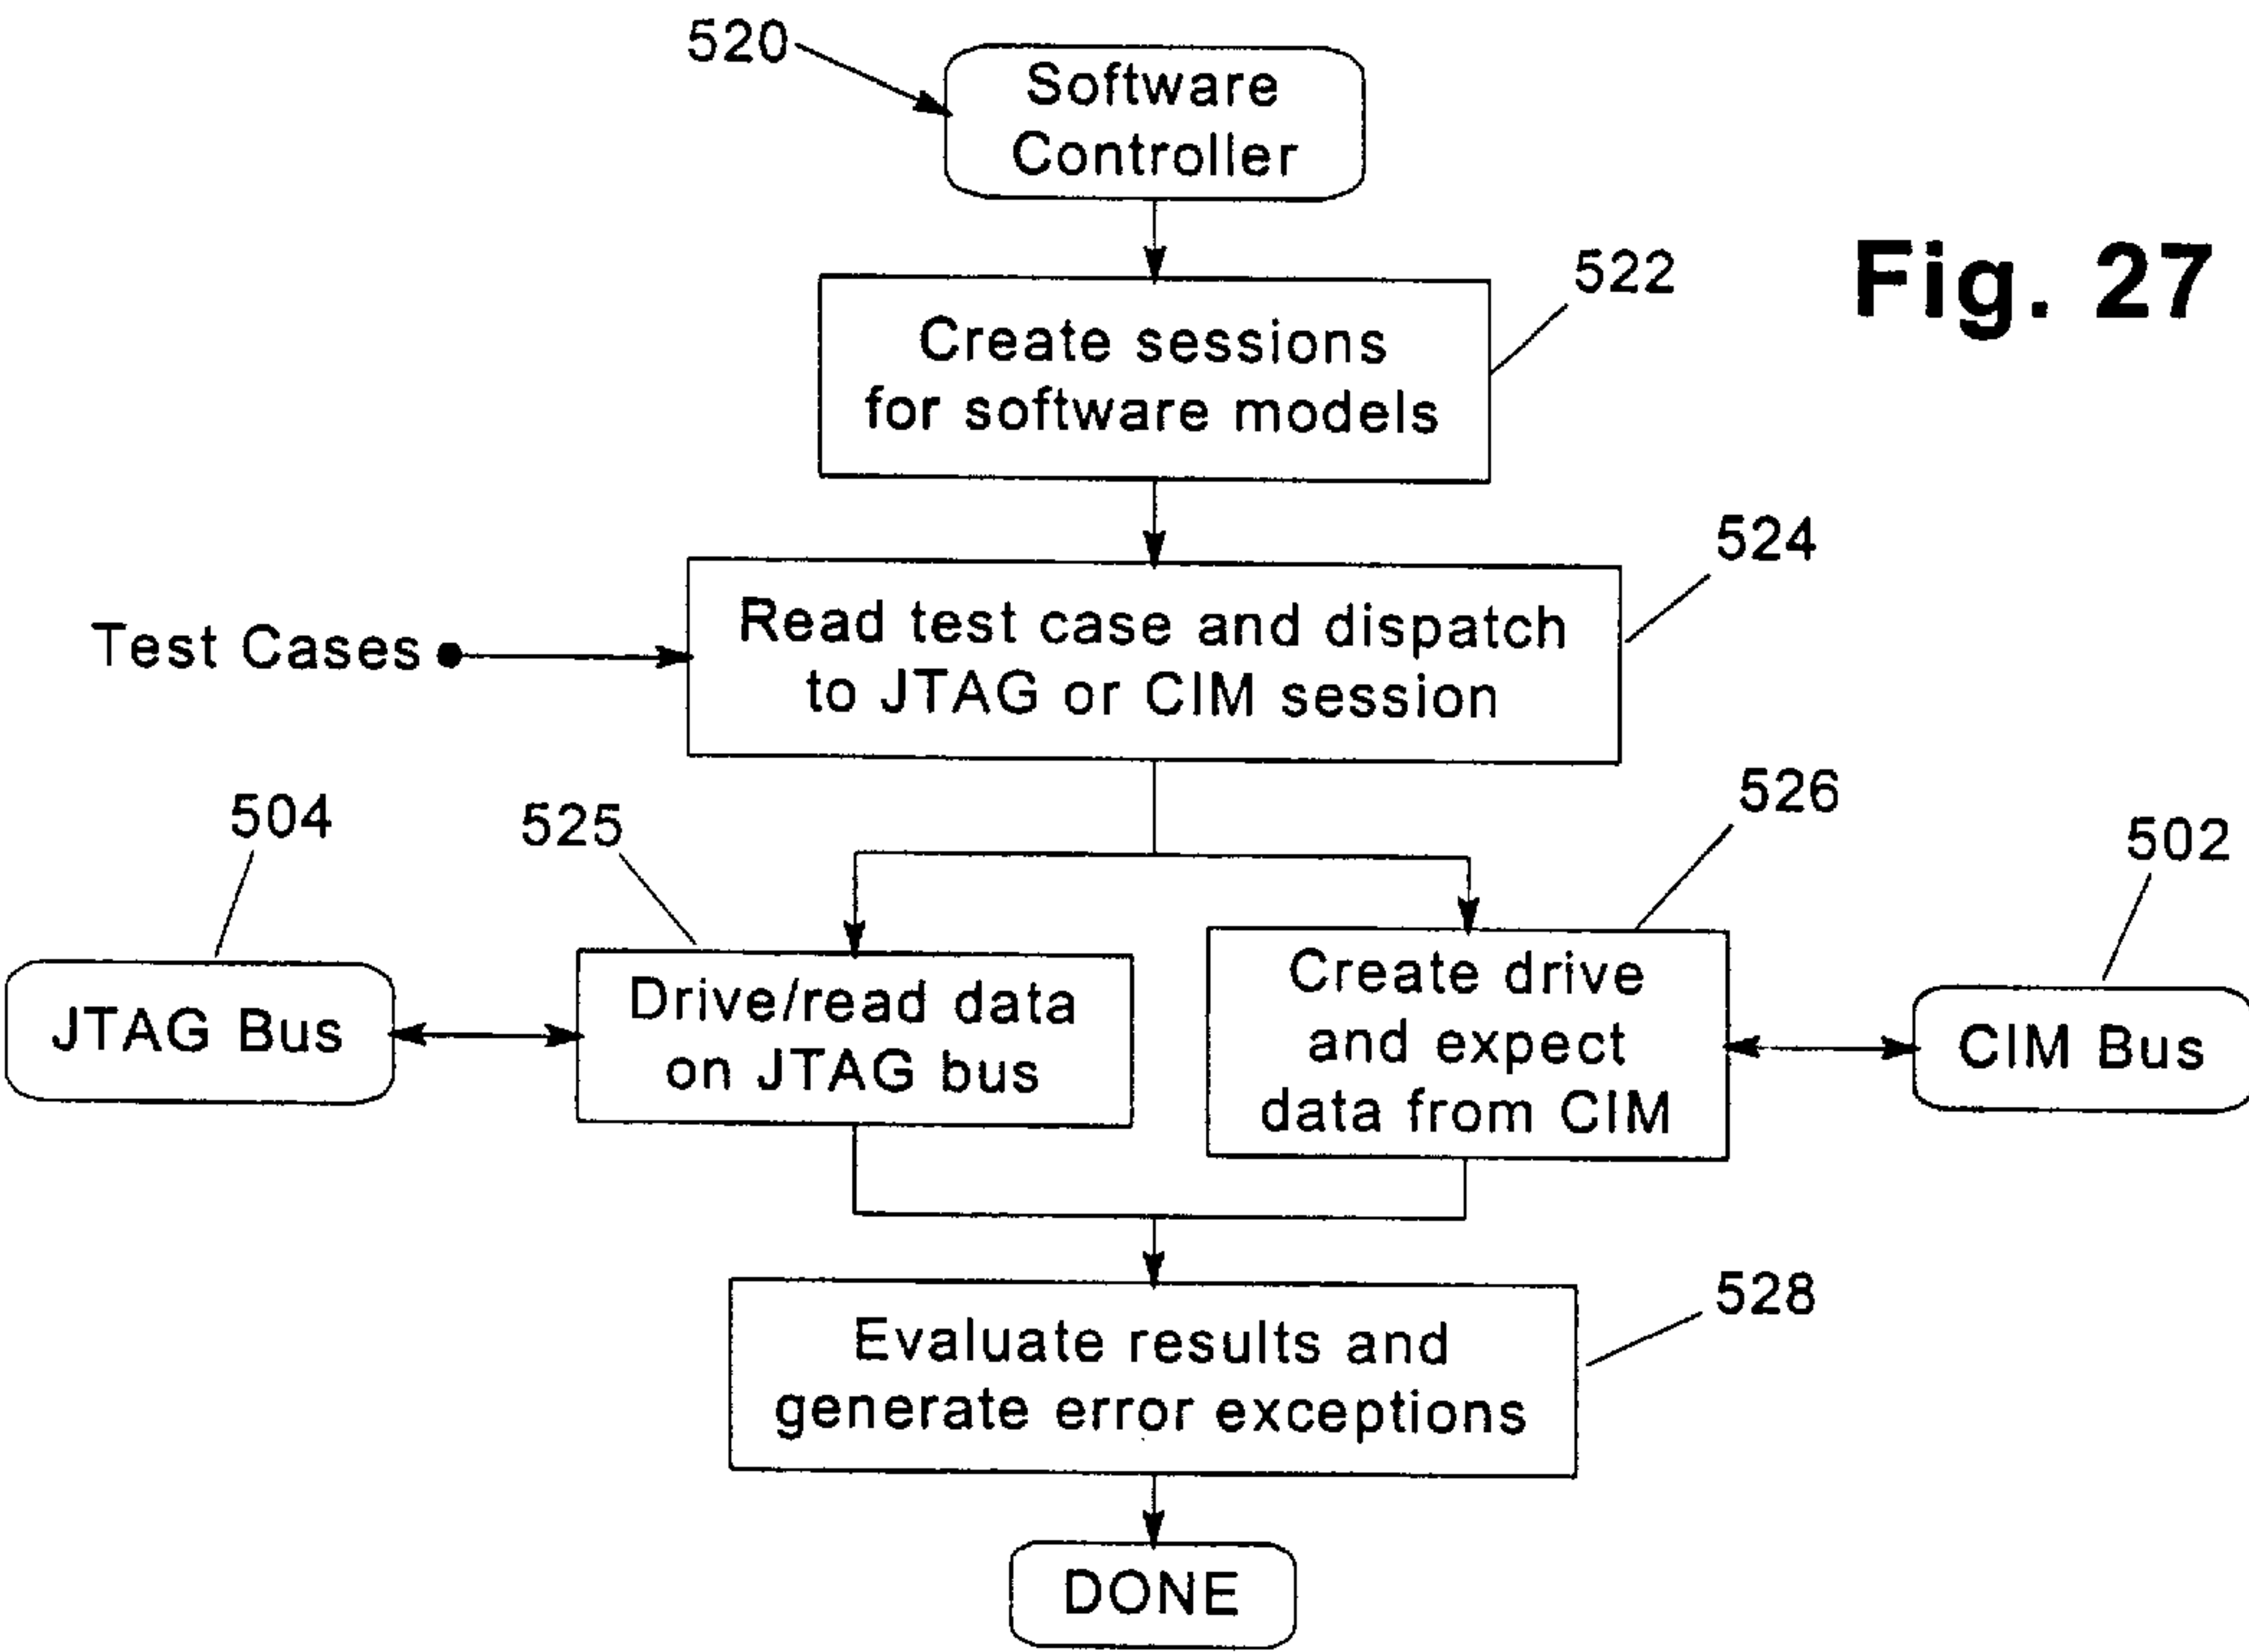 520
Software
Controller
Fig. 27
522
Create sessions
for software models
524
Test Cases
Read test case and dispatch
to JTAG or CIM session
504
525
526
502
JTAG Bus
Drive/read data
on JTAG bus
Create drive
and expect
data from CIM
CIM Bus
528
Evaluate results and
generate error exceptions
DONE